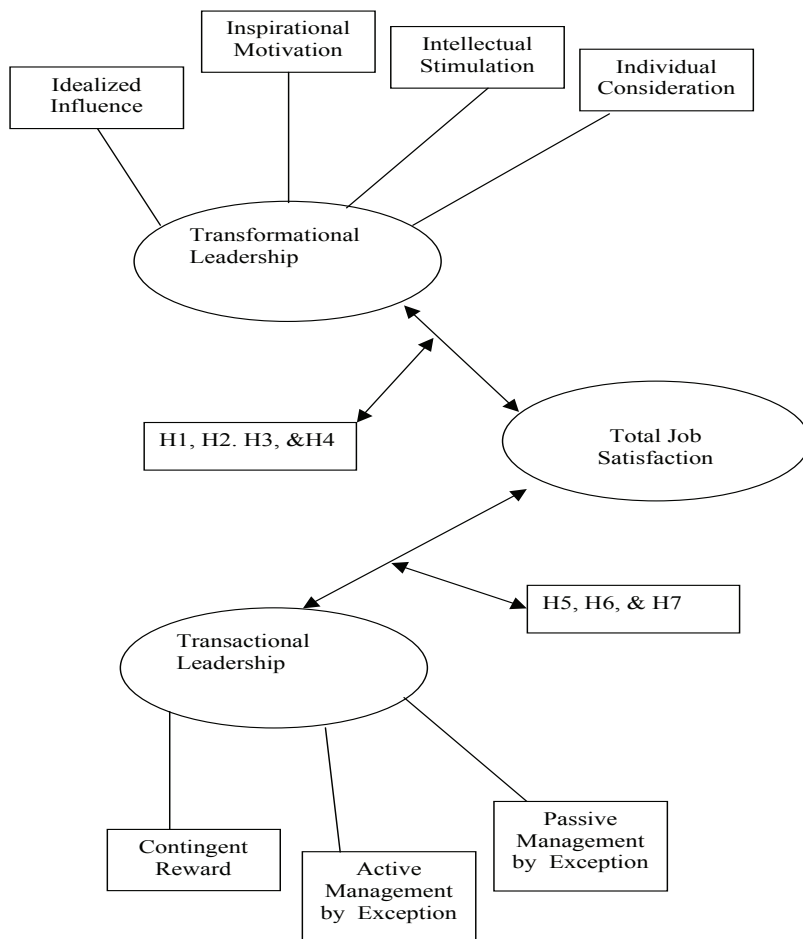 Inspirational
Motivation
Intellectual
Stimulation
Individual
Consideration
Idealized
Influence
Transformational
Leadership
H1, H2. H3, &H4
Total Job
Satisfaction
H5, H6, & H7
Transactional
Leadership
Contingent
Reward
Active
Management
by Exception
Passive
Management
by Exception